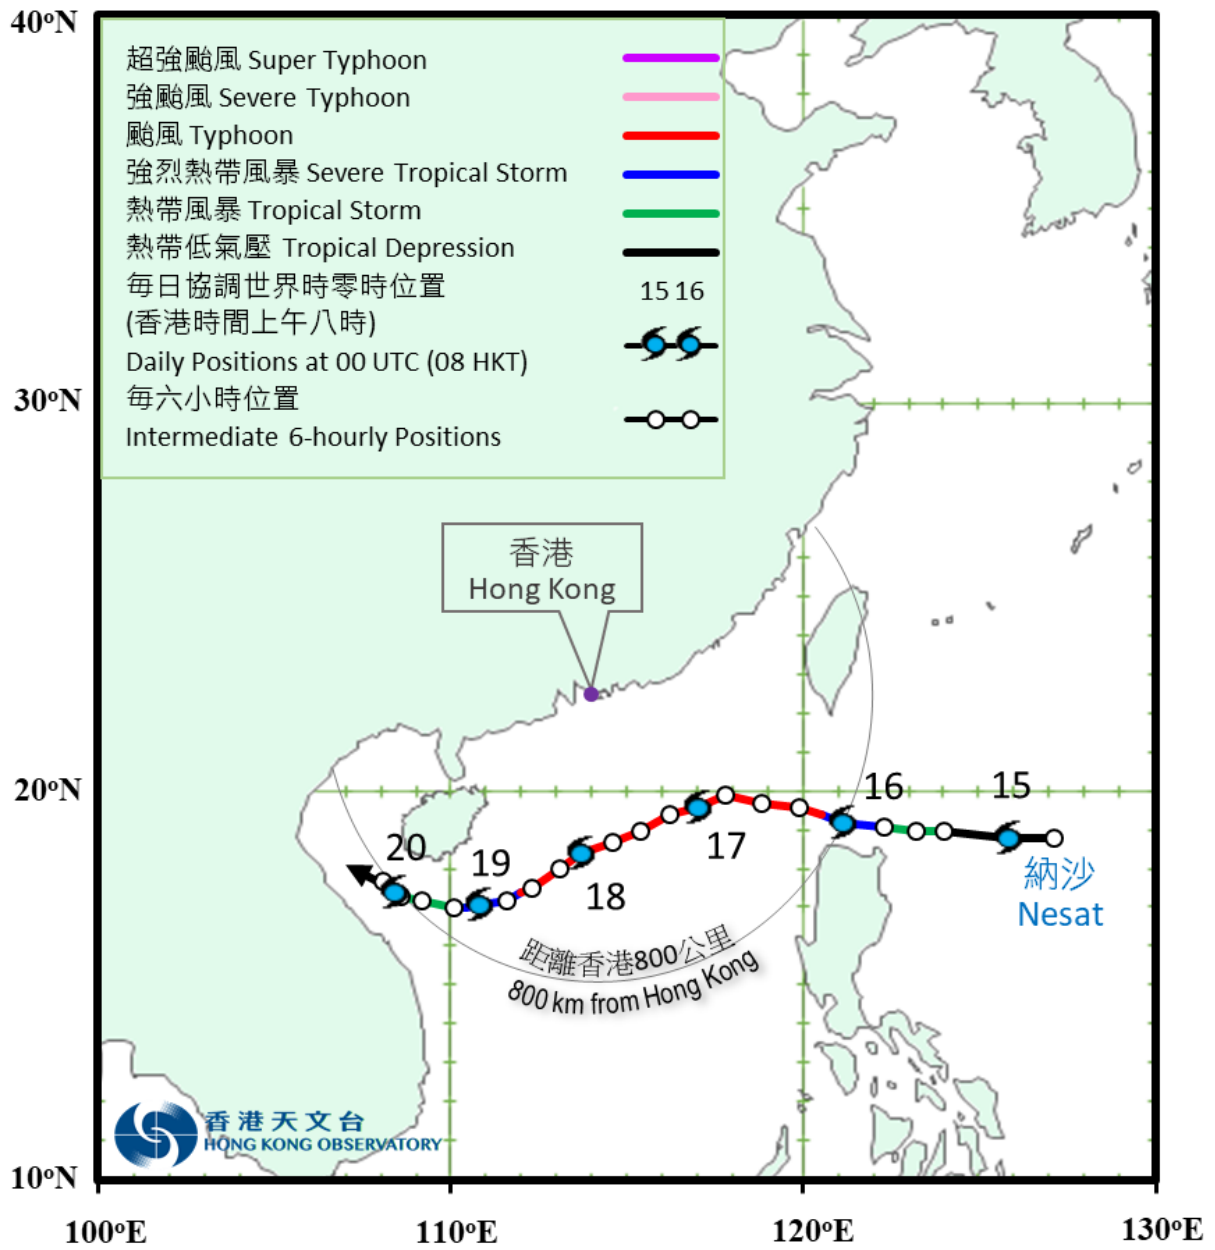 40°N
超強颱風 Super Typhoon
強颱風 Severe Typhoon
颱風 Typhoon
強烈熱帶風暴 Severe Tropical Storm
熱帶風暴 Tropical Storm
熱帶低氣壓 Tropical Depression
每日協調世界時零時位置
15 16
(香港時間上午八時)
Daily Positions at 00 UTC (08 HKT)
每六小時位置
Intermediate 6-hourly Positions
30°N
香港
Hong Kong
20°N
16
15
20
19
17
18
納沙
Nesat
距離香港800公里
800 km from Hong Kong
香港天文台
HONG KONG OBSERVATORY
10°N
100°E
110°E
120°E
130°E